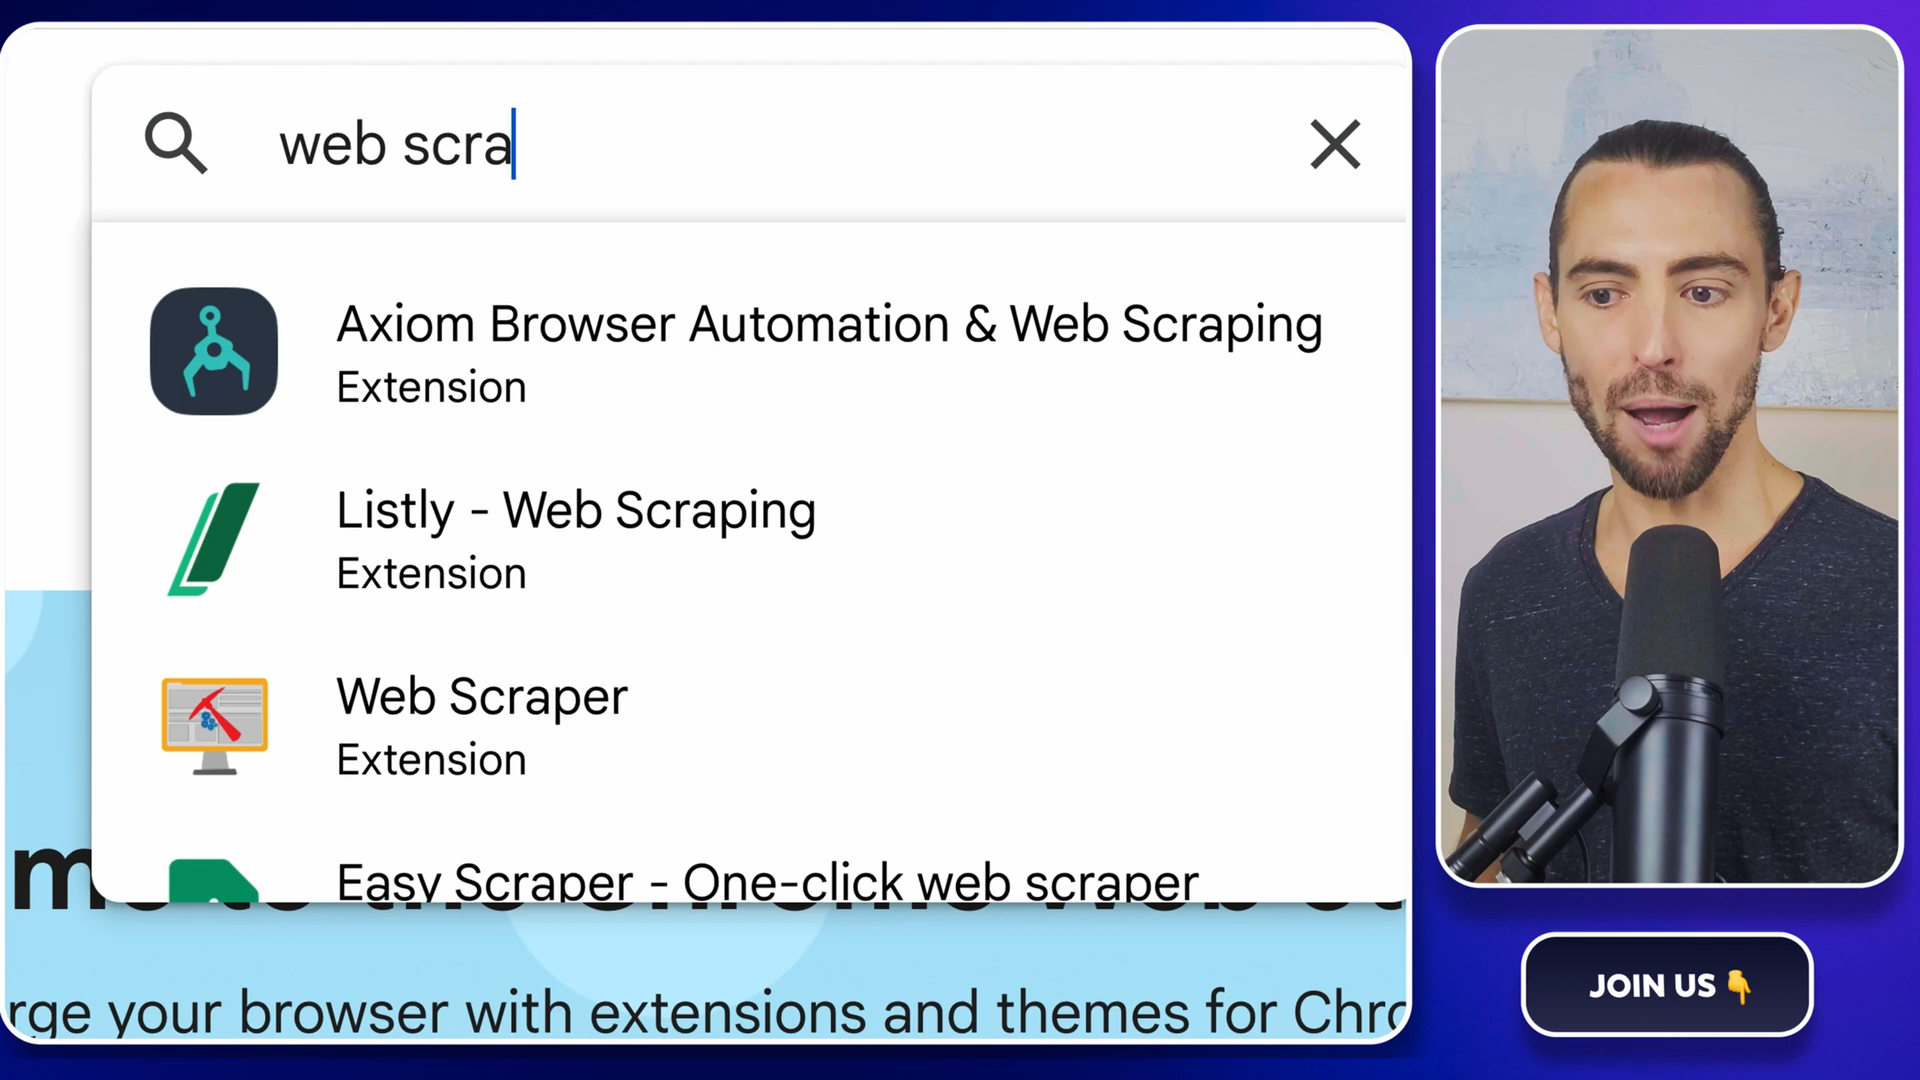 web scra
Axiom Browser Automation & Web Scraping
Extension
Listly - Web Scraping
Extension
Web Scraper
Extension
Easy Scraper - One-click web scraper
rge your browser with extensions and themes for Chro
JOIN US 👇